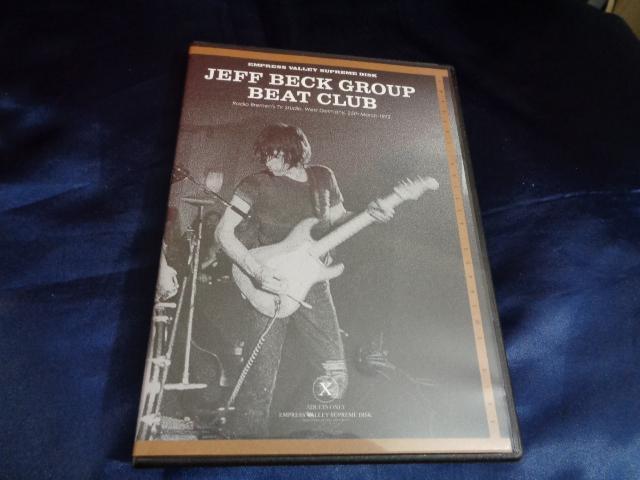 EMPRESS VALLEY SUPREME DISK
JEFF BECK GROUP
BEAT CLUB
Radio Bremen's TV Studio, West Germany, 25th March 1972
X
ADULTS ONLY
EMPRESS VALLEY SUPREME DISK